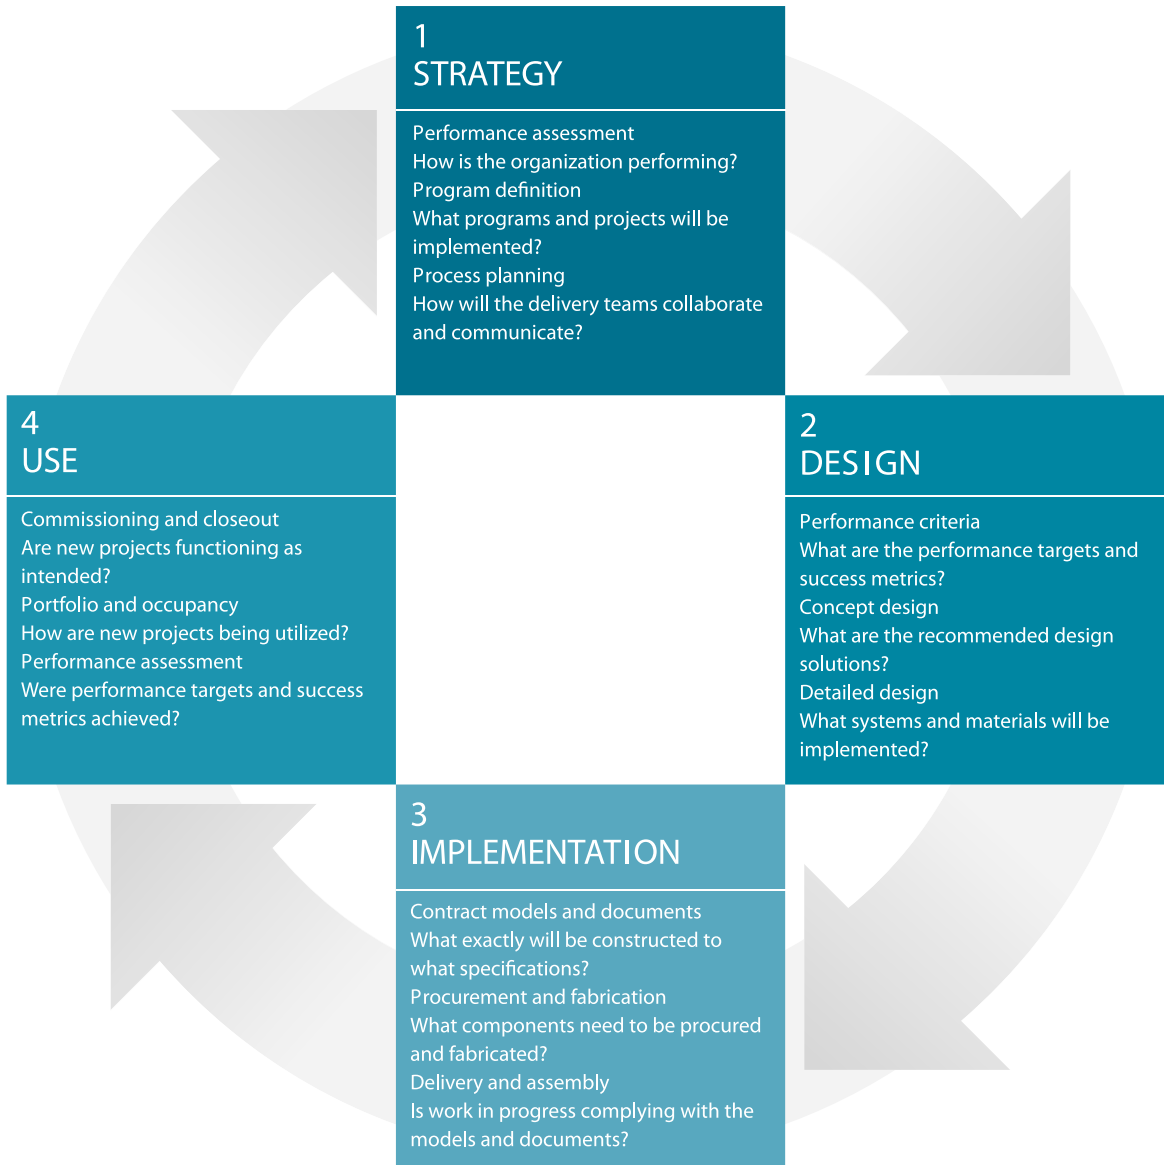 1
STRATEGY
Performance assessment
How is the organization performing?
Program definition
What programs and projects will be
implemented?
Process planning
How will the delivery teams collaborate
and communicate?
2
DESIGN
Performance criteria
What are the performance targets and
success metrics?
Concept design
What are the recommended design
solutions?
Detailed design
What systems and materials will be
implemented?
3
IMPLEMENTATION
Contract models and documents
What exactly will be constructed to
what specifications?
Procurement and fabrication
What components need to be procured
and fabricated?
Delivery and assembly
Is work in progress complying with the
models and documents?
4
USE
Commissioning and closeout
Are new projects functioning as
intended?
Portfolio and occupancy
How are new projects being utilized?
Performance assessment
Were performance targets and success
metrics achieved?